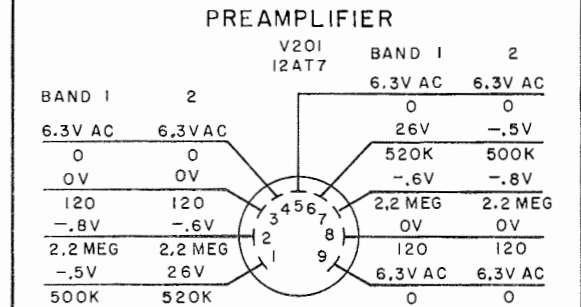 PREAMPLIFIER
V201
12AT7
BAND 1 2
6.3V AC 6.3V AC
0 0
26V -.5V
520K 500K
-.6V -.8V
2.2 MEG 2.2 MEG
0V 0V
120 120
6.3V AC 6.3V AC
0 0
BAND 1 2
6.3V AC 6.3V AC
0 0
0V 0V
120 120
-.8V -.6V
2.2 MEG 2.2 MEG
-.5V 26V
500K 520K
1 2 3 4 5 6 7 8 9